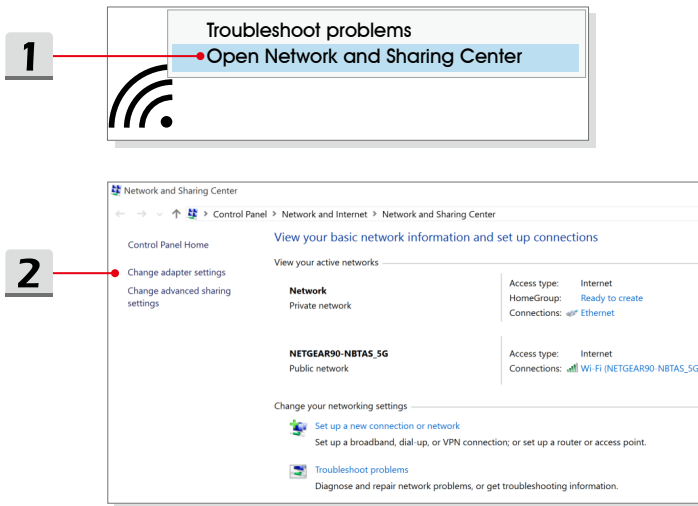 1
Troubleshoot problems
Open Network and Sharing Center
Network and Sharing Center
Control Panel > Network and Internet > Network and Sharing Center
2
Control Panel Home
Change adapter settings
Change advanced sharing
settings
View your basic network information and set up connections
View your active networks
Network
Private network
Access type: Internet
HomeGroup: Ready to create
Connections: Ethernet
NETGEAR90-NBTAS_5G
Public network
Access type: Internet
Connections: Wi-Fi (NETGEAR90-NBTAS_5G
Change your networking settings
Set up a new connection or network
Set up a broadband, dial-up, or VPN connection; or set up a router or access point.
Troubleshoot problems
Diagnose and repair network problems, or get troubleshooting information.